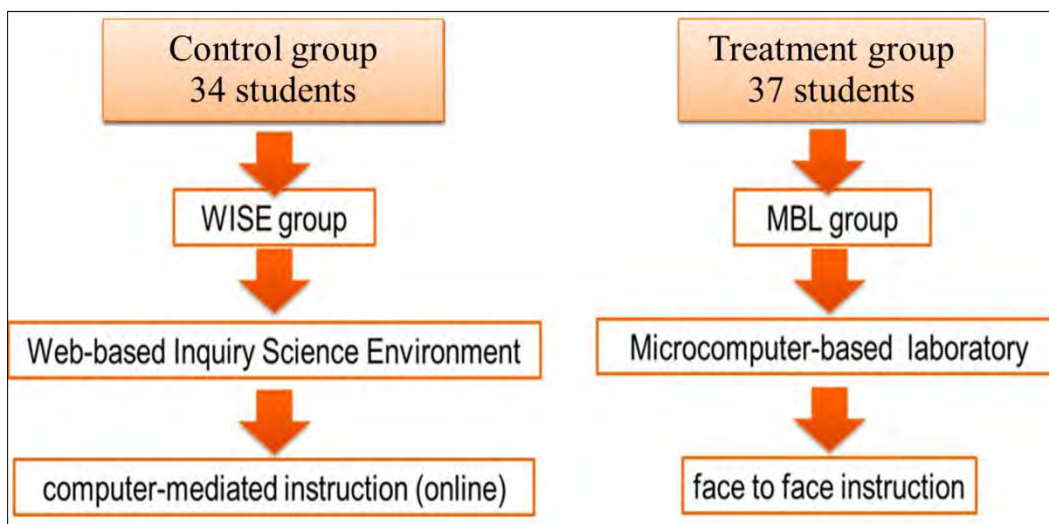 Control group
34 students
WISE group
Web-based Inquiry Science Environment
computer-mediated instruction (online)
Treatment group
37 students
MBL group
Microcomputer-based laboratory
face to face instruction